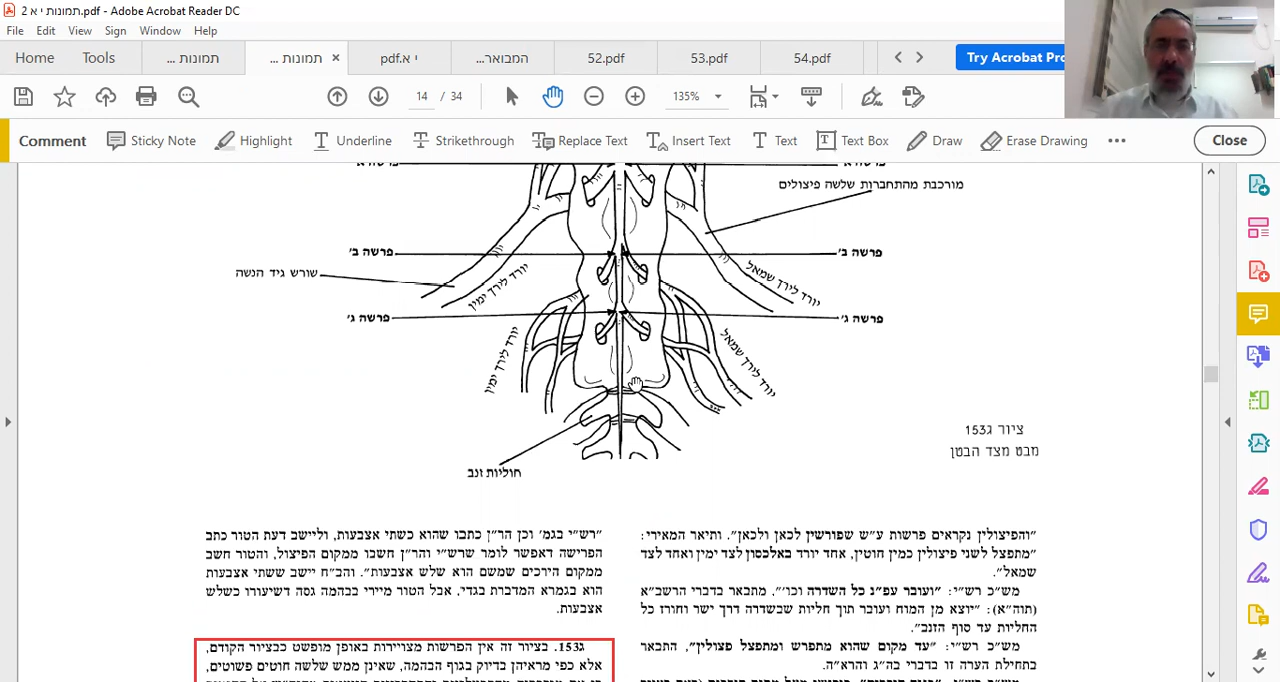 תמונות י א 2.pdf - Adobe Acrobat Reader DC
File Edit View Sign Window Help
Home Tools תמונות ... תמונות ... × י א.pdf המבואר... 52.pdf 53.pdf 54.pdf Try Acrobat Pro
14 / 34 135%
Comment Sticky Note Highlight Underline Strikethrough Replace Text Insert Text Text Text Box Draw Erase Drawing Close
מורכבת מהתחברות שלשה פיצולים
פרשה ב' פרשה ב'
שורש גיד הנשה
יורד לירך ימין
יורד לירך שמאל
פרשה ג' פרשה ג'
יורד לירך ימין
יורד לירך שמאל
ציור ג153
מבט מצד הבטן
חוליות זנב
"והפיצולין נקראים פרשות ע"ש שפורשין לכאן ולכאן". ותיאר המאירי:
"מתפצל לשני פיצולין כמין חוטין, אחד יורד באלכסון לצד ימין ואחד לצד
שמאל".
מש"כ רש"י: "ועובר עפ"נ כל השדרה וכו'", מתבאר בדברי הרשב"א
(תוה"א): "יוצא מן המוח ועובר תוך חליות שבשדרה דרך ישר וחורז כל
החליות עד סוף הזנב".
מש"כ רש"י: "עד מקום שהוא מתפרש ומתפצל פצולין", התבאר
בתחילת הערה זו בדברי בה"ג והרא"ה.
"רש"י בגמ' וכן הר"ן כתבו שהוא כשתי אצבעות, וליישב דעת הטור כתב
הפרישה דאפשר לומר שרש"י והר"ן חשבו ממקום הפיצול, והטור חשב
ממקום הירכים שמשם הוא שלש אצבעות". והב"ח יישב ששתי אצבעות
הוא בגמרא המדברת בגדי, אבל הטור מיירי בבהמה גסה דשיעורו כשלש
אצבעות.
ג153. בציור זה אין הפרשות מצויירות באופן מופשט כבציור הקודם,
אלא כפי מראיהן בדיוק בגוף הבהמה, שאינן ממש שלשה חוטים פשוטים,